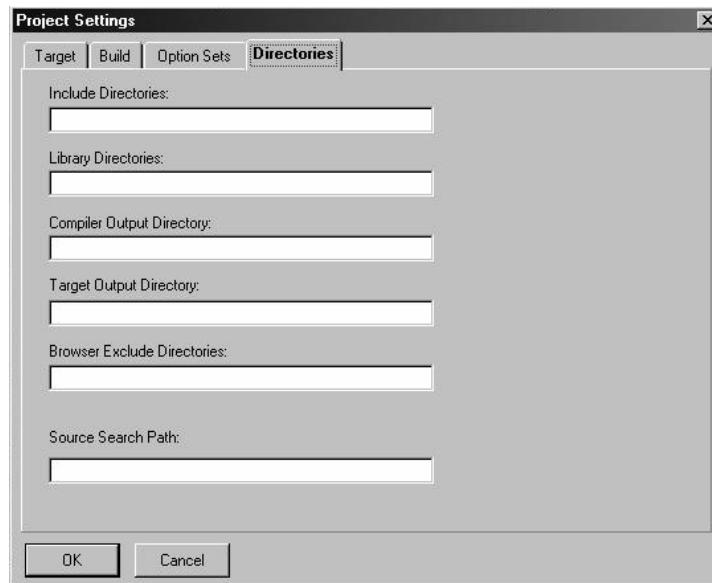 Project Settings
Target Build Option Sets Directories
Include Directories:
Library Directories:
Compiler Output Directory:
Target Output Directory:
Browser Exclude Directories:
Source Search Path:
OK Cancel